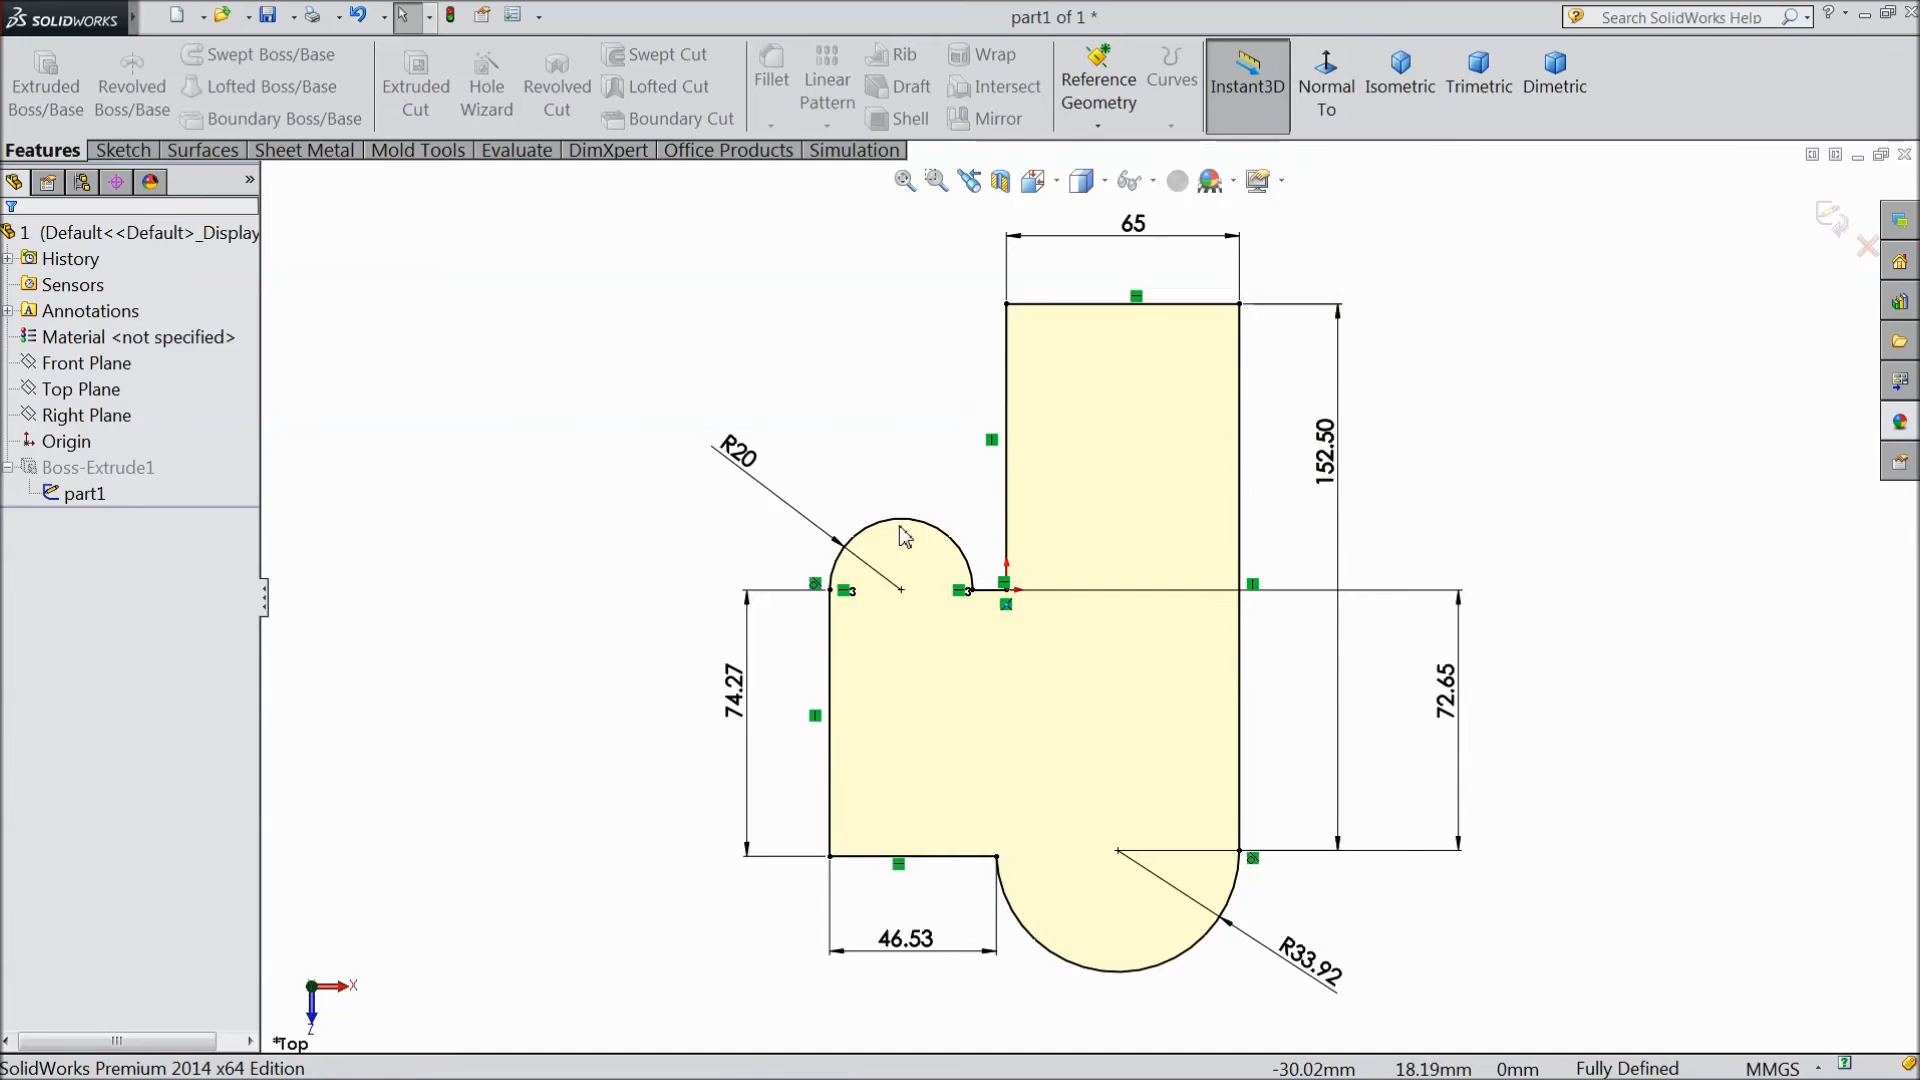 SOLIDWORKS
part1 of 1 *
Search SolidWorks Help
Extruded Boss/Base
Revolved Boss/Base
Swept Boss/Base
Lofted Boss/Base
Boundary Boss/Base
Extruded Cut
Hole Wizard
Revolved Cut
Swept Cut
Lofted Cut
Boundary Cut
Fillet
Linear Pattern
Rib
Draft
Shell
Wrap
Intersect
Mirror
Reference Geometry
Curves
Instant3D
Normal To
Isometric
Trimetric
Dimetric
Features
Sketch
Surfaces
Sheet Metal
Mold Tools
Evaluate
DimXpert
Office Products
Simulation
1 (Default<<Default>_Display
History
Sensors
Annotations
Material <not specified>
Front Plane
Top Plane
Right Plane
Origin
Boss-Extrude1
part1
65
152.50
R20
3
3
74.27
72.65
46.53
R33.92
X
Z
*Top
SolidWorks Premium 2014 x64 Edition
-30.02mm
18.19mm
0mm
Fully Defined
MMGS